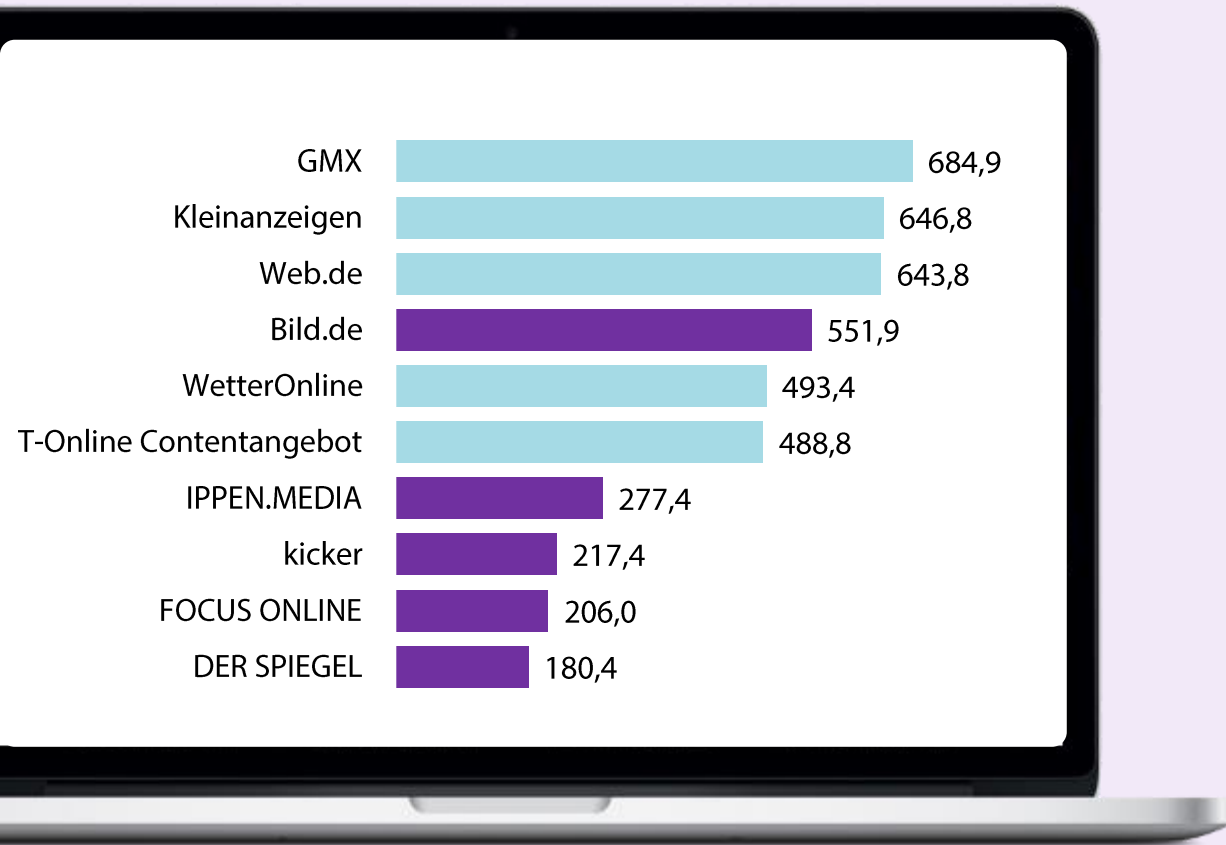 GMX 684,9
Kleinanzeigen 646,8
Web.de 643,8
Bild.de 551,9
WetterOnline 493,4
T-Online Contentangebot 488,8
IPPEN.MEDIA 277,4
kicker 217,4
FOCUS ONLINE 206,0
DER SPIEGEL 180,4